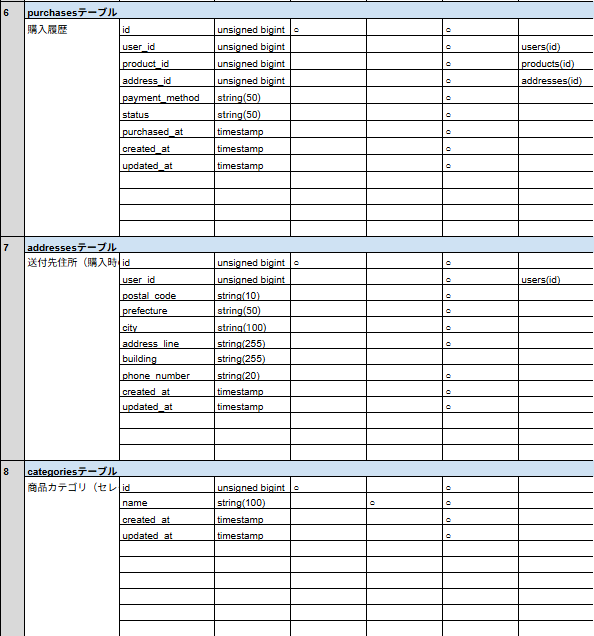 6 purchasesテーブル
購入履歴 id unsigned bigint ○ ○
user_id unsigned bigint ○ users(id)
product_id unsigned bigint ○ products(id)
address_id unsigned bigint ○ addresses(id)
payment_method string(50) ○
status string(50) ○
purchased_at timestamp ○
created_at timestamp ○
updated_at timestamp ○
7 addressesテーブル
送付先住所（購入時 id unsigned bigint ○ ○
user_id unsigned bigint ○ users(id)
postal_code string(10) ○
prefecture string(50) ○
city string(100) ○
address_line string(255) ○
building string(255)
phone_number string(20) ○
created_at timestamp ○
updated_at timestamp ○
8 categoriesテーブル
商品カテゴリ（セレ id unsigned bigint ○ ○
name string(100) ○ ○
created_at timestamp ○
updated_at timestamp ○